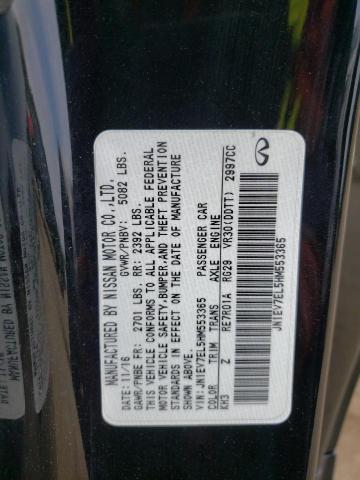 MANUFACTURED BY NISSAN MOTOR CO.,LTD.
DATE: 11/16 GVWR/PNBV: 5082 LBS.
GAWR/PNBE FR: 2701 LBS. RR: 2392 LBS.
THIS VEHICLE CONFORMS TO ALL APPLICABLE FEDERAL
MOTOR VEHICLE SAFETY,BUMPER,AND THEFT PREVENTION
STANDARDS IN EFFECT ON THE DATE OF MANUFACTURE
SHOWN ABOVE.
VIN: JN1EV7EL5HM553365 PASSENGER CAR
COLOR TRIM TRANS AXLE ENGINE
KH3 Z RE7R01A RG29 VR30(DDTT) 2997CC
JN1EV7EL5HM553365